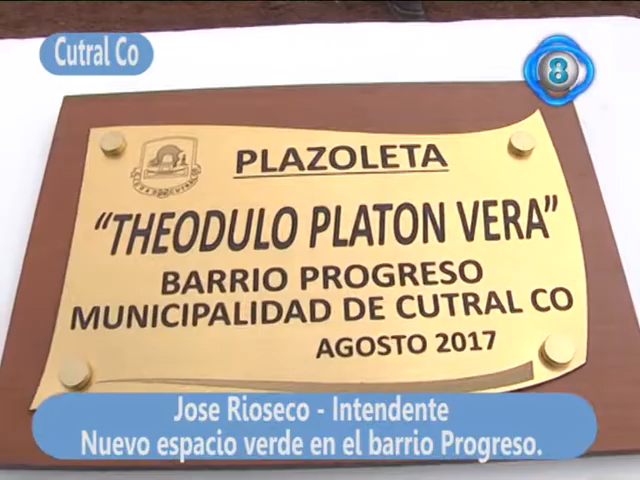 Cutral Co
8
PLAZOLETA
"THEODULO PLATON VERA"
BARRIO PROGRESO
MUNICIPALIDAD DE CUTRAL CO
AGOSTO 2017
Jose Rioseco - Intendente
Nuevo espacio verde en el barrio Progreso.